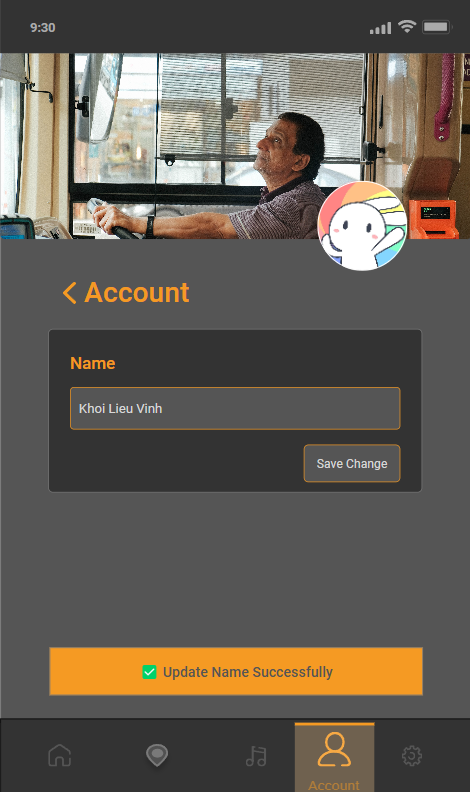 9:30
Account
Name
Khoi Lieu Vinh
Save Change
Update Name Successfully
Account